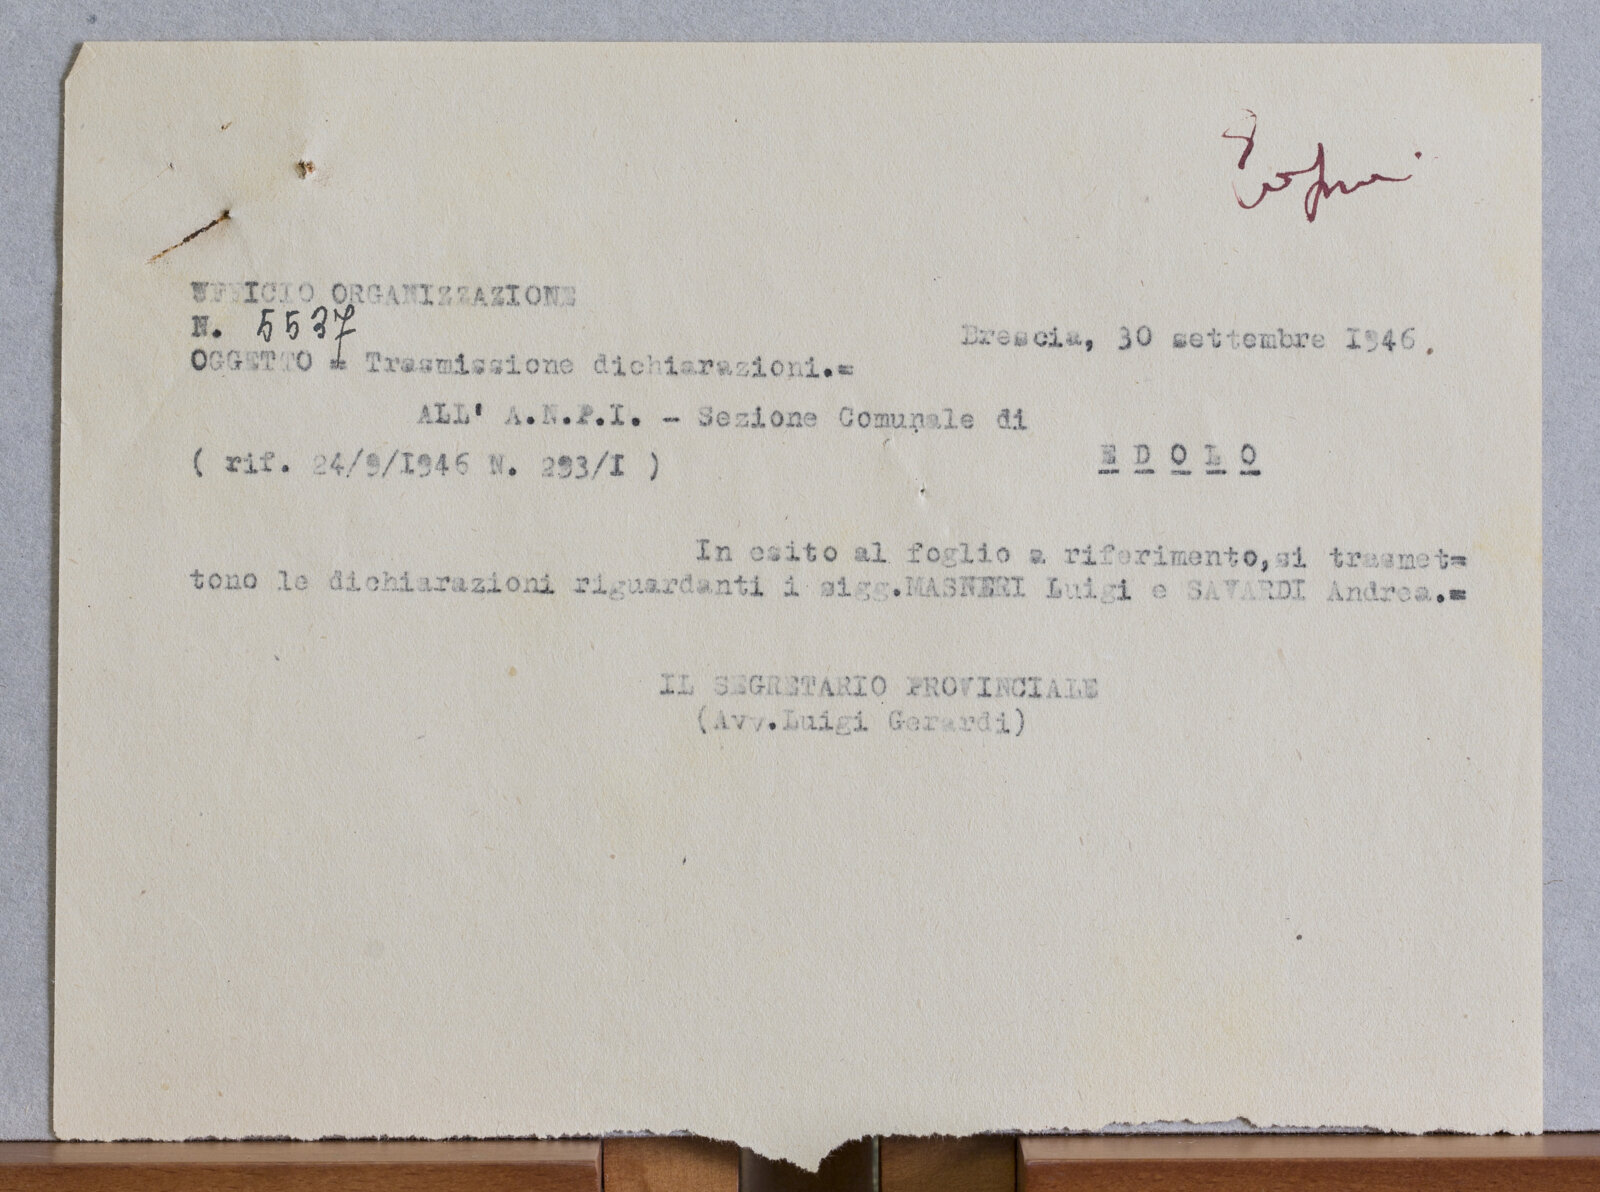 UFFICIO ORGANIZZAZIONE
N. 5537
Brescia, 30 settembre 1946.
OGGETTO = Trasmissione dichiarazioni.=
ALL' A.N.P.I. - Sezione Comunale di
E D O L O
( rif. 24/9/1946 N. 293/I )
In esito al foglio a riferimento,si trasmet=
tono le dichiarazioni riguardanti i sigg.MASNERI Luigi e SAVARDI Andrea.=
IL SEGRETARIO PROVINCIALE
(Avv.Luigi Gerardi)